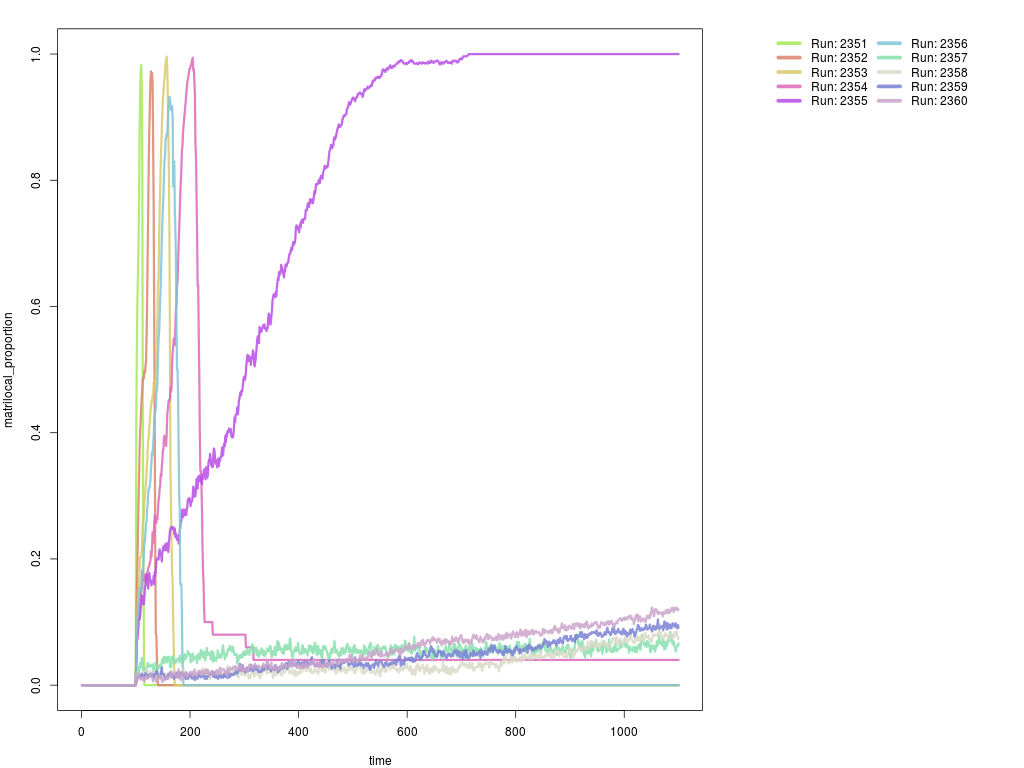 1.0
0.8
0.6
0.4
0.2
0.0
matrilocal_proportion
0 200 400 600 800 1000
time
Run: 2351 Run: 2356
Run: 2352 Run: 2357
Run: 2353 Run: 2358
Run: 2354 Run: 2359
Run: 2355 Run: 2360